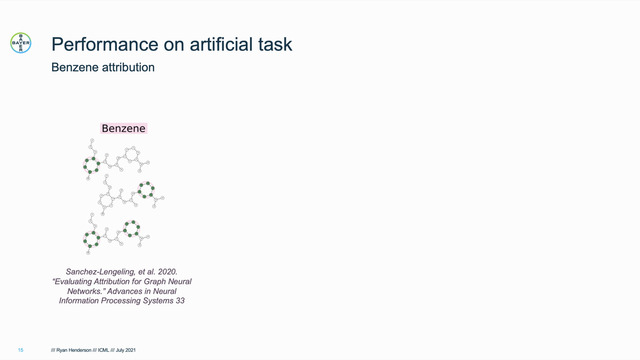 Performance on artificial task
Benzene attribution
BAYER
Benzene
Sanchez-Lengeling, et al. 2020.
"Evaluating Attribution for Graph Neural
Networks." Advances in Neural
Information Processing Systems 33
/// Ryan Henderson /// ICML /// July 2021